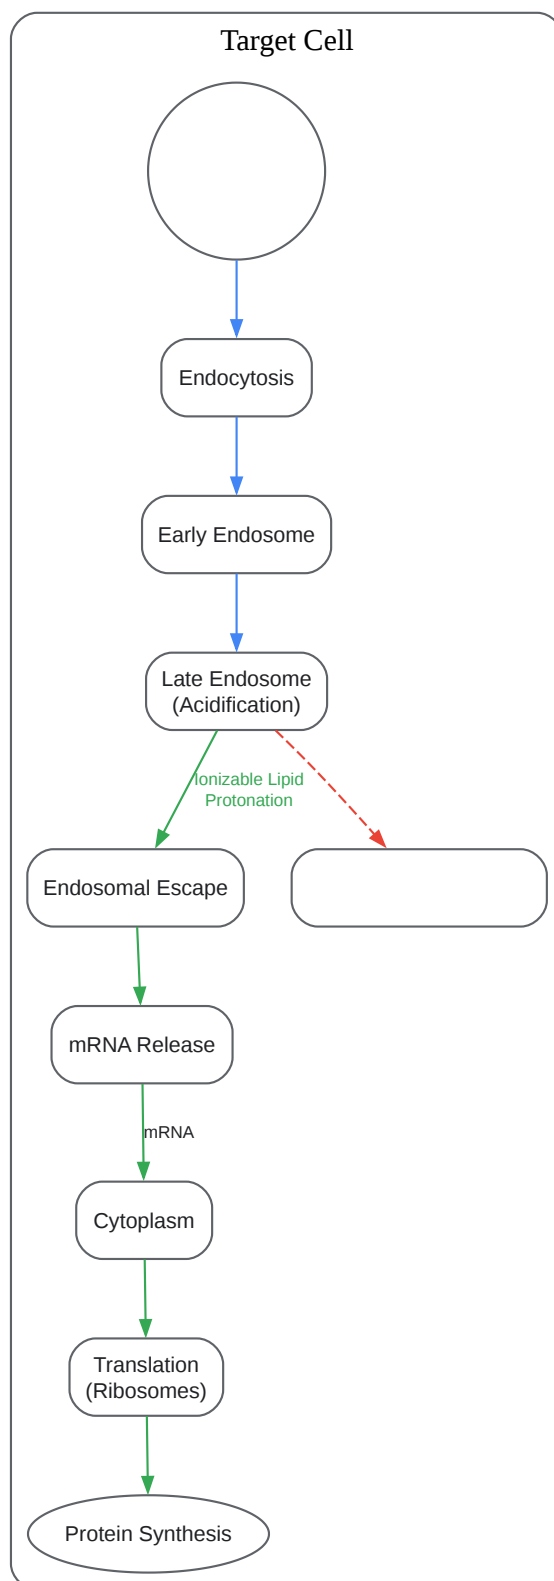 Target Cell
Endocytosis
Early Endosome
Late Endosome
(Acidification)
Ionizable Lipid
Protonation
Endosomal Escape
mRNA Release
mRNA
Cytoplasm
Translation
(Ribosomes)
Protein Synthesis